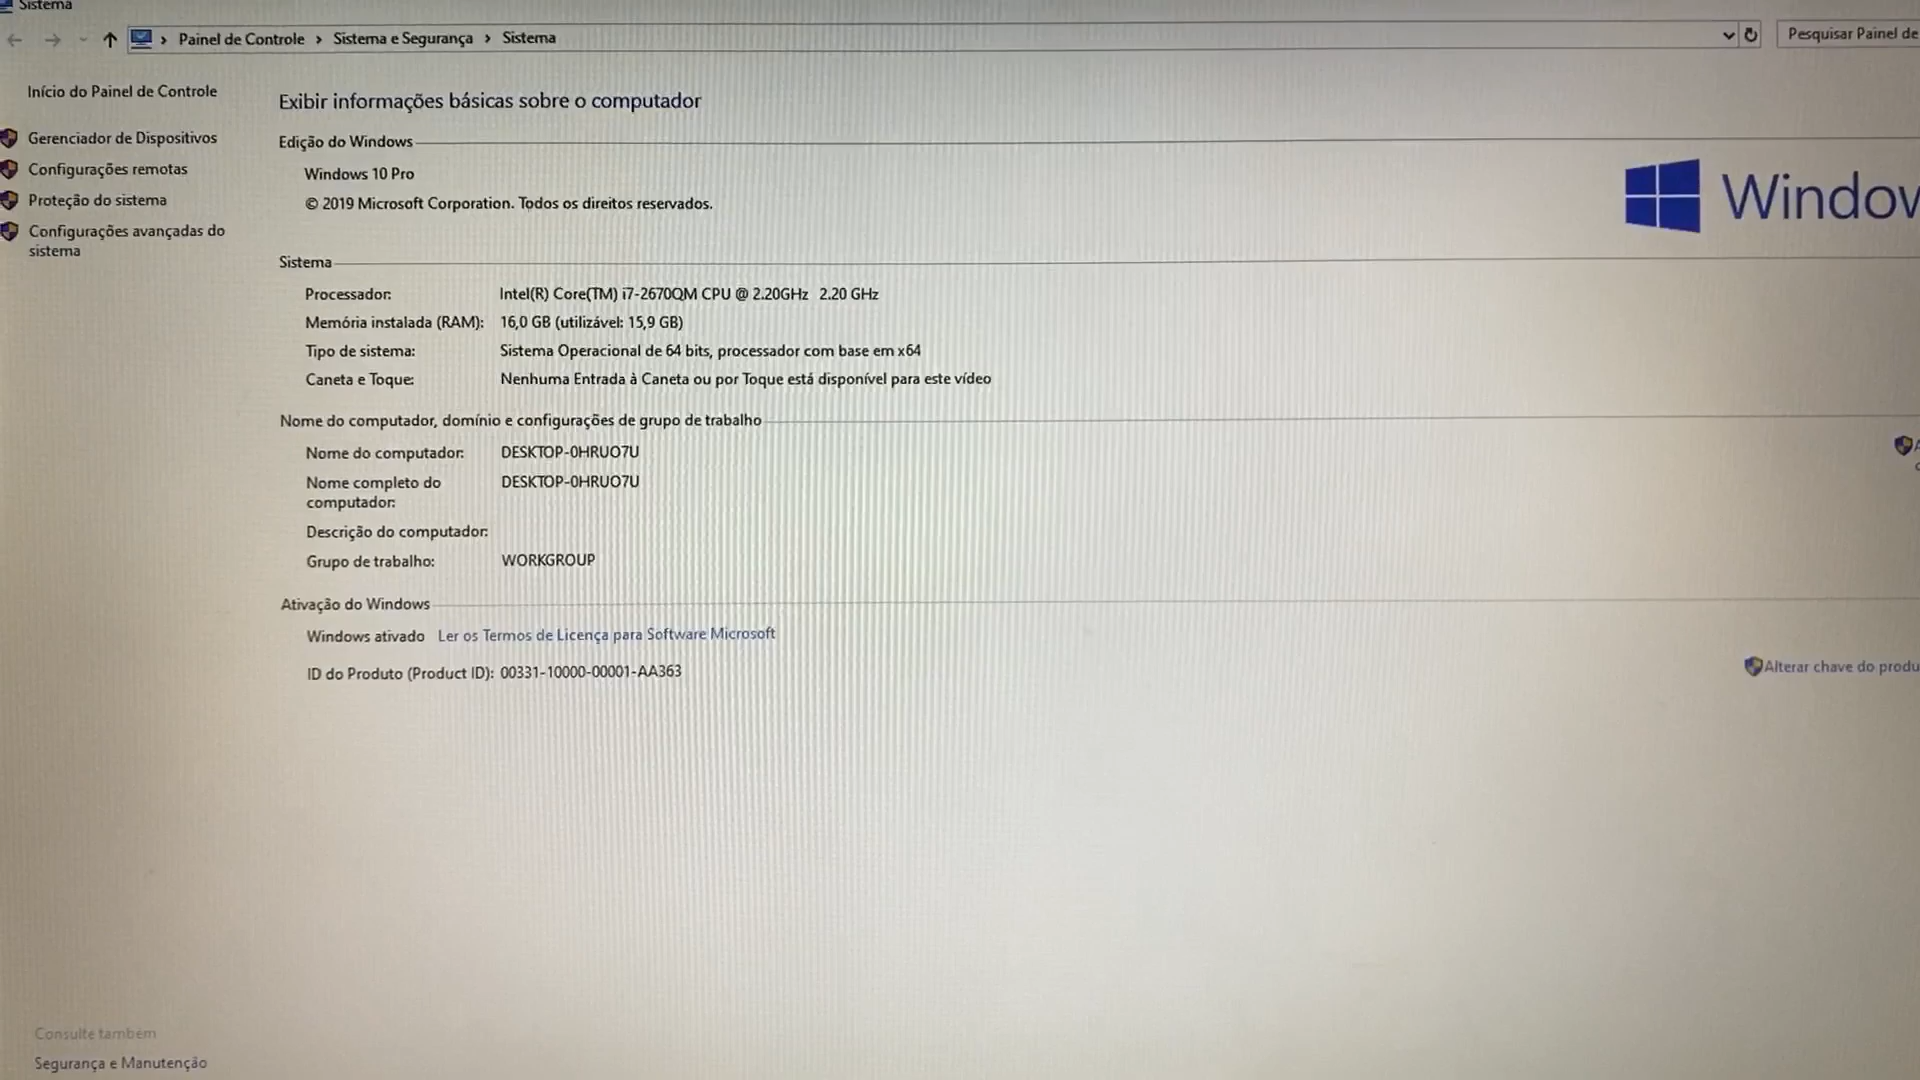 Sistema
Painel de Controle › Sistema e Segurança › Sistema
Pesquisar Painel de
Início do Painel de Controle
Gerenciador de Dispositivos
Configurações remotas
Proteção do sistema
Configurações avançadas do
sistema
Exibir informações básicas sobre o computador
Edição do Windows
Windows 10 Pro
© 2019 Microsoft Corporation. Todos os direitos reservados.
Window
Sistema
Processador: Intel(R) Core(TM) i7-2670QM CPU @ 2.20GHz 2.20 GHz
Memória instalada (RAM): 16,0 GB (utilizável: 15,9 GB)
Tipo de sistema: Sistema Operacional de 64 bits, processador com base em x64
Caneta e Toque: Nenhuma Entrada à Caneta ou por Toque está disponível para este vídeo
Nome do computador, domínio e configurações de grupo de trabalho
Nome do computador: DESKTOP-0HRUO7U
Nome completo do
computador: DESKTOP-0HRUO7U
Descrição do computador:
Grupo de trabalho: WORKGROUP
Ativação do Windows
Windows ativado Ler os Termos de Licença para Software Microsoft
ID do Produto (Product ID): 00331-10000-00001-AA363
Alterar chave do produ
Consulte também
Segurança e Manutenção